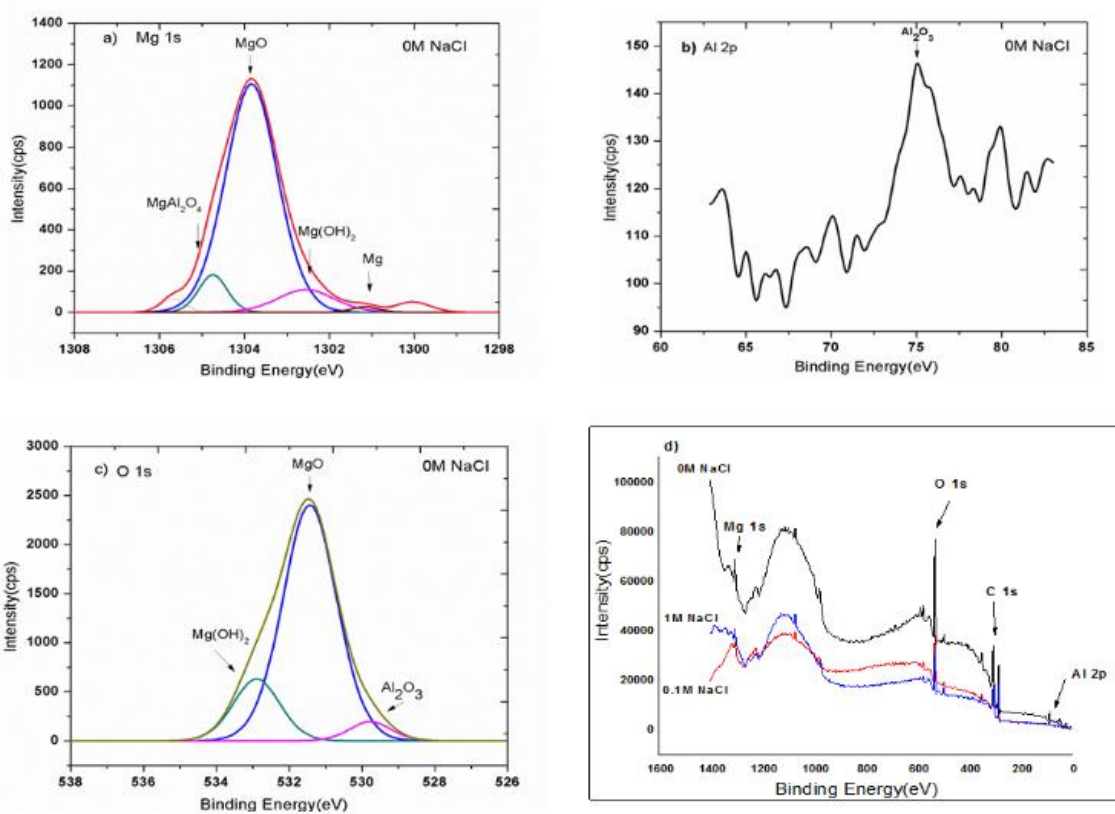 a) Mg 1s
MgO
0M NaCl
MgAl₂O₄
Mg(OH)₂
Mg
Intensity(cps)
1400
1200
1000
800
600
400
200
0
1308 1306 1304 1302 1300 1298
Binding Energy(eV)
b) Al 2p
Al₂O₃
0M NaCl
Intensity(cps)
150
140
130
120
110
100
90
60 65 70 75 80 85
Binding Energy(eV)
c) O 1s
MgO
0M NaCl
Mg(OH)₂
Al₂O₃
Intensity(cps)
3000
2500
2000
1500
1000
500
0
538 536 534 532 530 528 526
Binding Energy(eV)
d)
0M NaCl
O 1s
Mg 1s
C 1s
1M NaCl
Al 2p
0.1M NaCl
Intensity(cps)
100000
80000
60000
40000
20000
0
1600 1400 1200 1000 800 600 400 200 0
Binding Energy(eV)